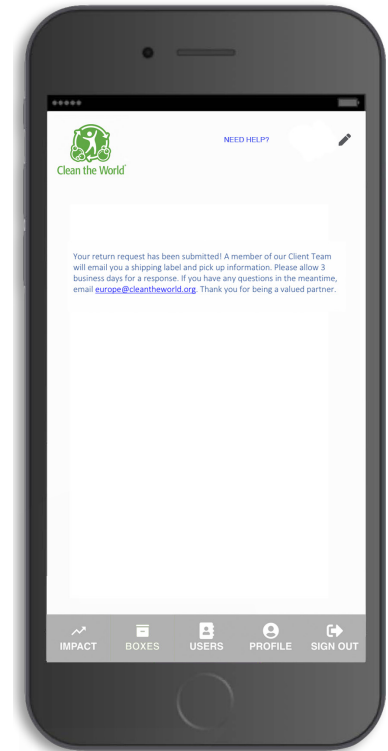 NEED HELP?
Clean the World
Your return request has been submitted! A member of our Client Team
will email you a shipping label and pick up information. Please allow 3
business days for a response. If you have any questions in the meantime,
email europe@cleantheworld.org. Thank you for being a valued partner.
IMPACT BOXES USERS PROFILE SIGN OUT